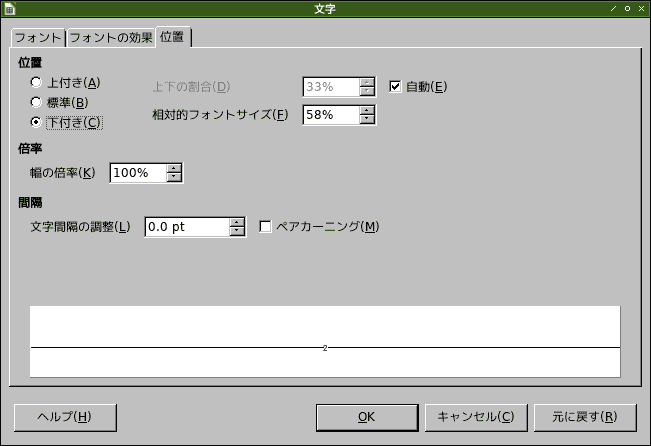 文字
フォント フォントの効果 位置
位置
上付き(A) 上下の割合(D) 33% 自動(E)
標準(B)
相対的フォントサイズ(F) 58%
下付き(C)
倍率
幅の倍率(K) 100%
間隔
文字間隔の調整(L) 0.0 pt ペアカーニング(M)
2
ヘルプ(H) OK キャンセル(C) 元に戻す(R)